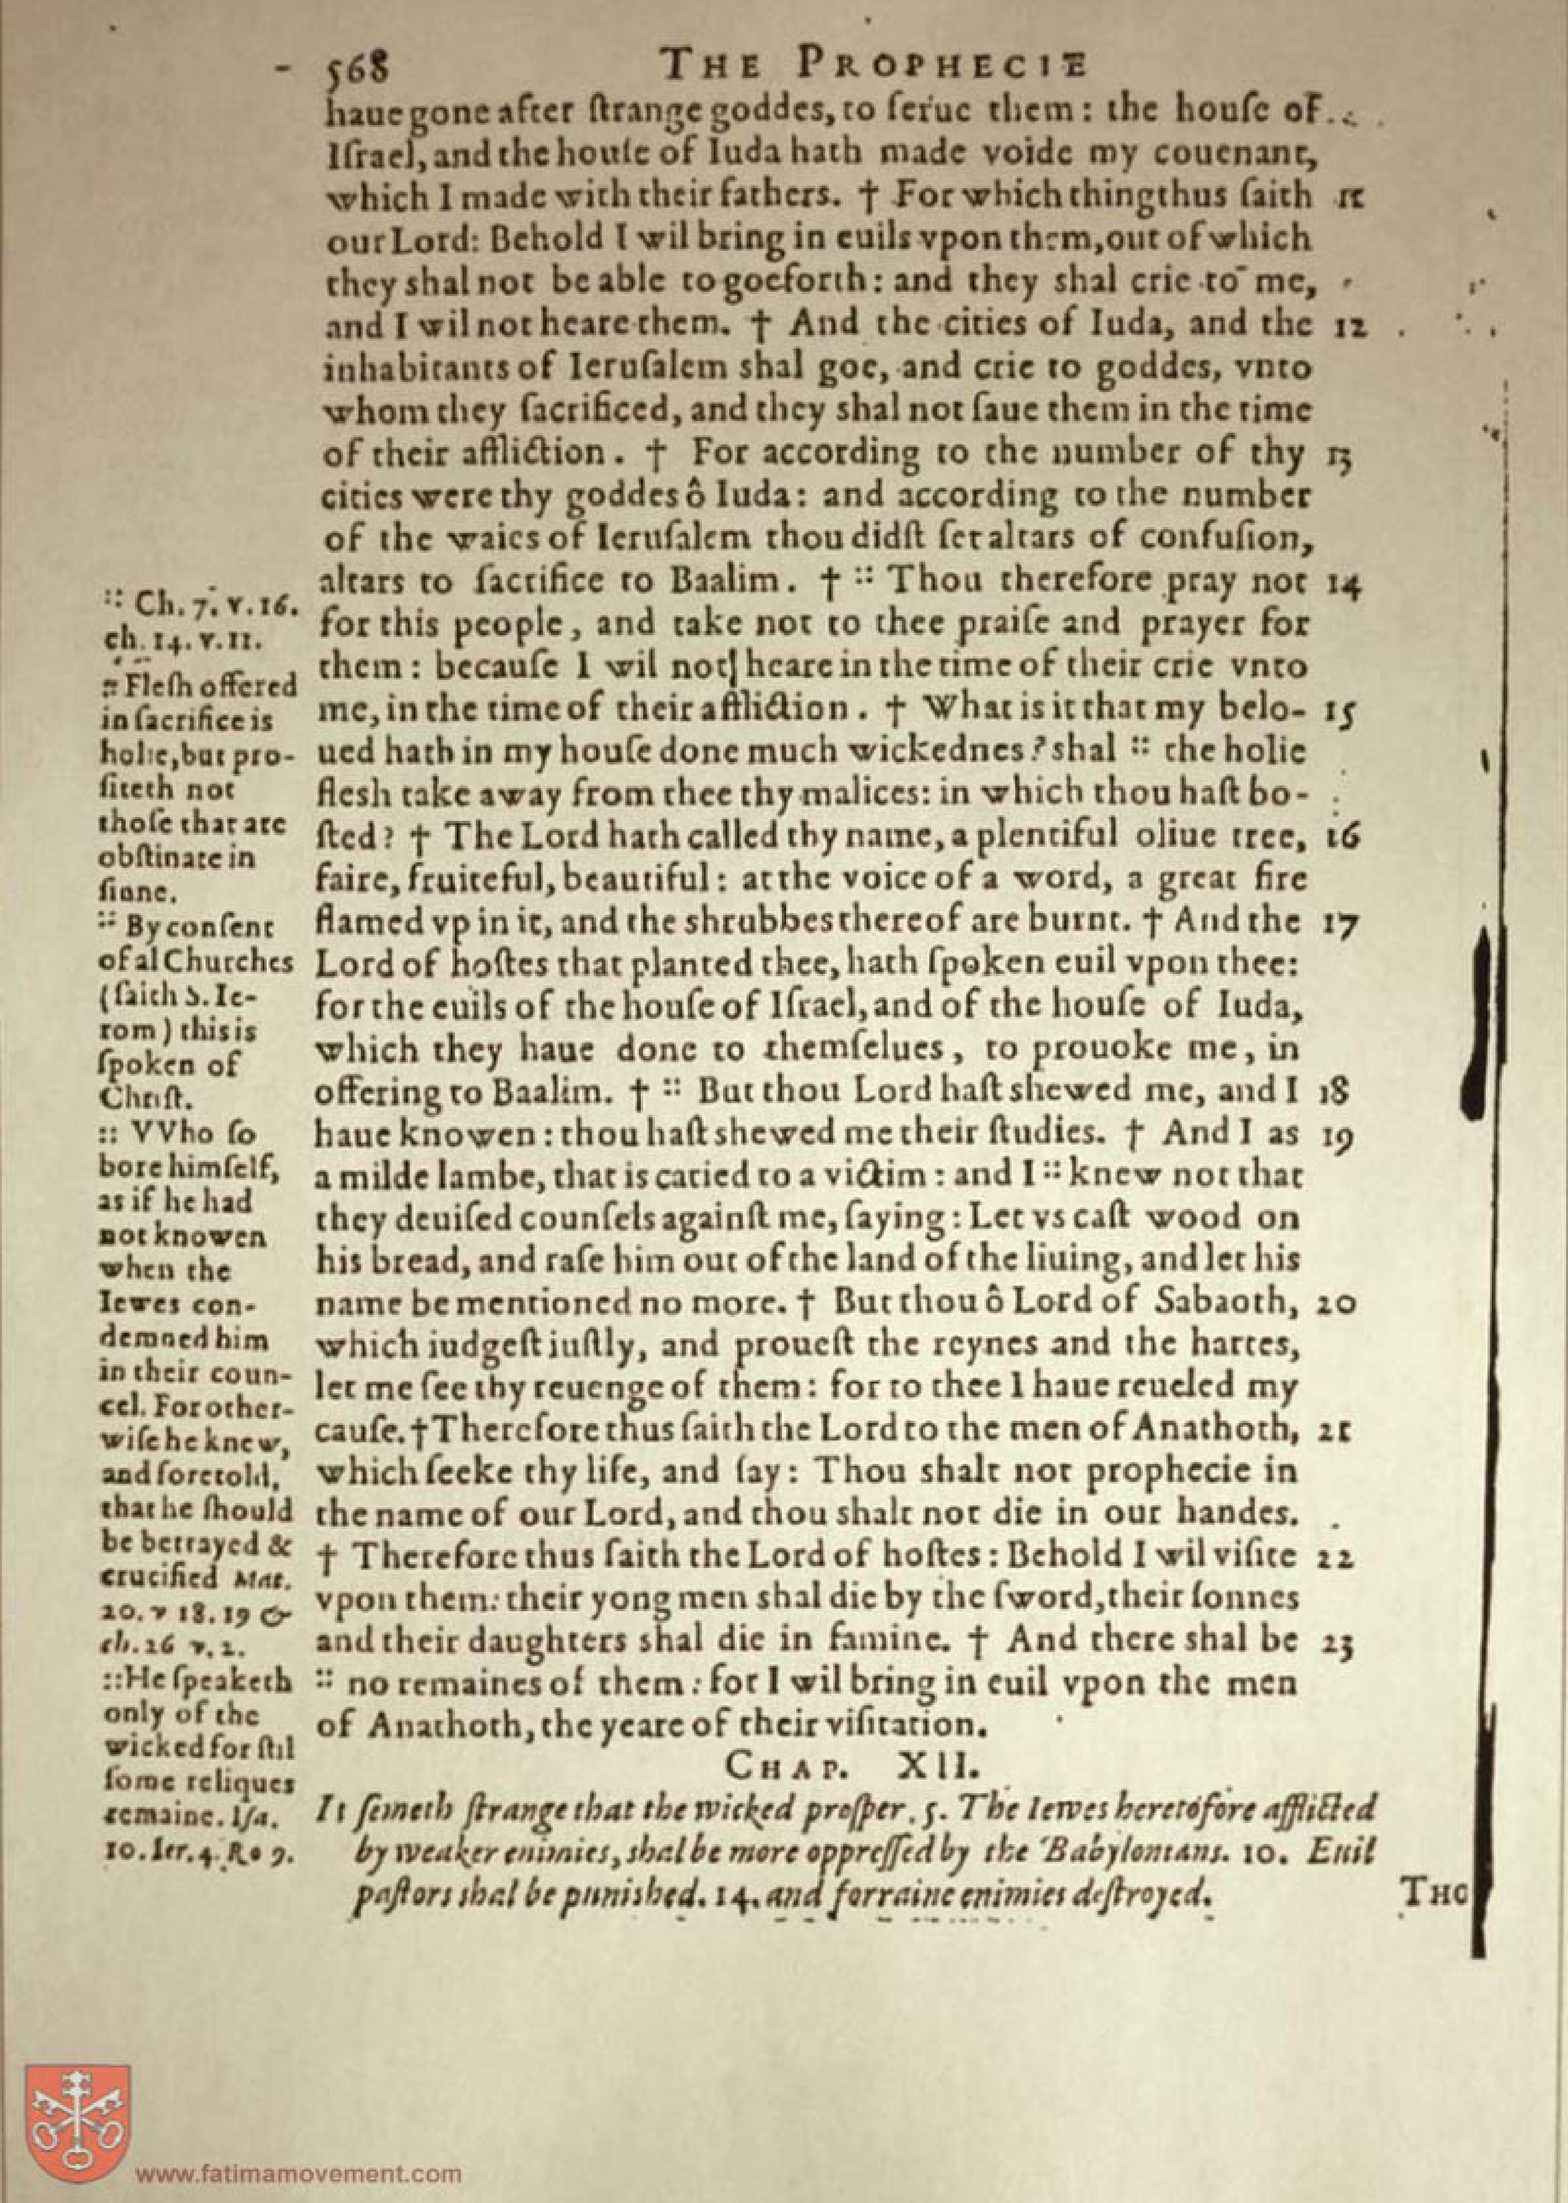 568 THE PROPHECIE
haue gone after ſtrange goddes, to ſerue them: the houſe of
Iſrael, and the houſe of Iuda hath made voide my couenant,
which I made with their fathers. † For which thing thus ſaith 11
our Lord: Behold I wil bring in euils vpon them, out of which
they shal not be able to goe forth: and they shal crie to me,
and I wil not heare them. † And the cities of Iuda, and the 12
inhabitants of Ieruſalem shal goe, and crie to goddes, vnto
whom they ſacrificed, and they shal not ſaue them in the time
of their affliction. † For according to the number of thy 13
cities were thy goddes ô Iuda: and according to the number
of the waies of Ieruſalem thou didſt ſet altars of confuſion,
altars to ſacrifice to Baalim. † :: Thou therefore pray not 14
for this people, and take not to thee praiſe and prayer for
them: becauſe I wil not heare in the time of their crie vnto
me, in the time of their affliction. † What is it that my belo- 15
ued hath in my houſe done much wickednes? shal :: the holie
flesh take away from thee thy malices: in which thou haſt bo-
ſted? † The Lord hath called thy name, a plentiful oliue tree, 16
faire, fruiteful, beautiful: at the voice of a word, a great fire
flamed vp in it, and the shrubbes thereof are burnt. † And the 17
Lord of hoſtes that planted thee, hath ſpoken euil vpon thee:
for the euils of the houſe of Iſrael, and of the houſe of Iuda,
which they haue done to themſelues, to prouoke me, in
offering to Baalim. † :: But thou Lord haſt shewed me, and I 18
haue knowen: thou haſt shewed me their ſtudies. † And I as 19
a milde lambe, that is caried to a victim: and I :: knew not that
they deuiſed counſels againſt me, ſaying: Let vs caſt wood on
his bread, and raſe him out of the land of the liuing, and let his
name be mentioned no more. † But thou ô Lord of Sabaoth, 20
which iudgeſt iuſtly, and proueſt the reynes and the hartes,
let me ſee thy reuenge of them: for to thee I haue reueled my
cauſe. † Therefore thus ſaith the Lord to the men of Anathoth, 21
which ſeeke thy life, and ſay: Thou shalt not prophecie in
the name of our Lord, and thou shalt not die in our handes.
† Therefore thus ſaith the Lord of hoſtes: Behold I wil viſite 22
vpon them: their yong men shal die by the ſword, their ſonnes
and their daughters shal die in famine. † And there shal be 23
:: no remaines of them: for I wil bring in euil vpon the men
of Anathoth, the yeare of their viſitation.
:: Ch. 7. v. 16.
ch. 14. v. 11.
:: Fleſh offered
in ſacrifice is
holie, but pro-
fiteth not
thoſe that are
obſtinate in
ſinne.
:: By conſent
of al Churches
(ſaith S. Ie-
rom) this is
ſpoken of
Chriſt.
:: VVho ſo
bore himſelf,
as if he had
not knowen
when the
Iewes con-
demned him
in their coun-
cel. For other-
wiſe he knew,
and foretold,
that he ſhould
be betrayed &
crucified Mat.
20. v 18. 19 &
ch. 26 v. 2.
:: He ſpeaketh
only of the
wicked for ſtil
ſome reliques
remaine. Iſa.
10. Ier. 4. Ro 9.
CHAP. XII.
It ſemeth ſtrange that the wicked proſper. 5. The Iewes heretofore afflicted
by weaker enimies, shal be more oppreſſed by the Babylonians. 10. Euil
paſtors shal be punished. 14. and forraine enimies deſtroyed.
THO
www.fatimamovement.com